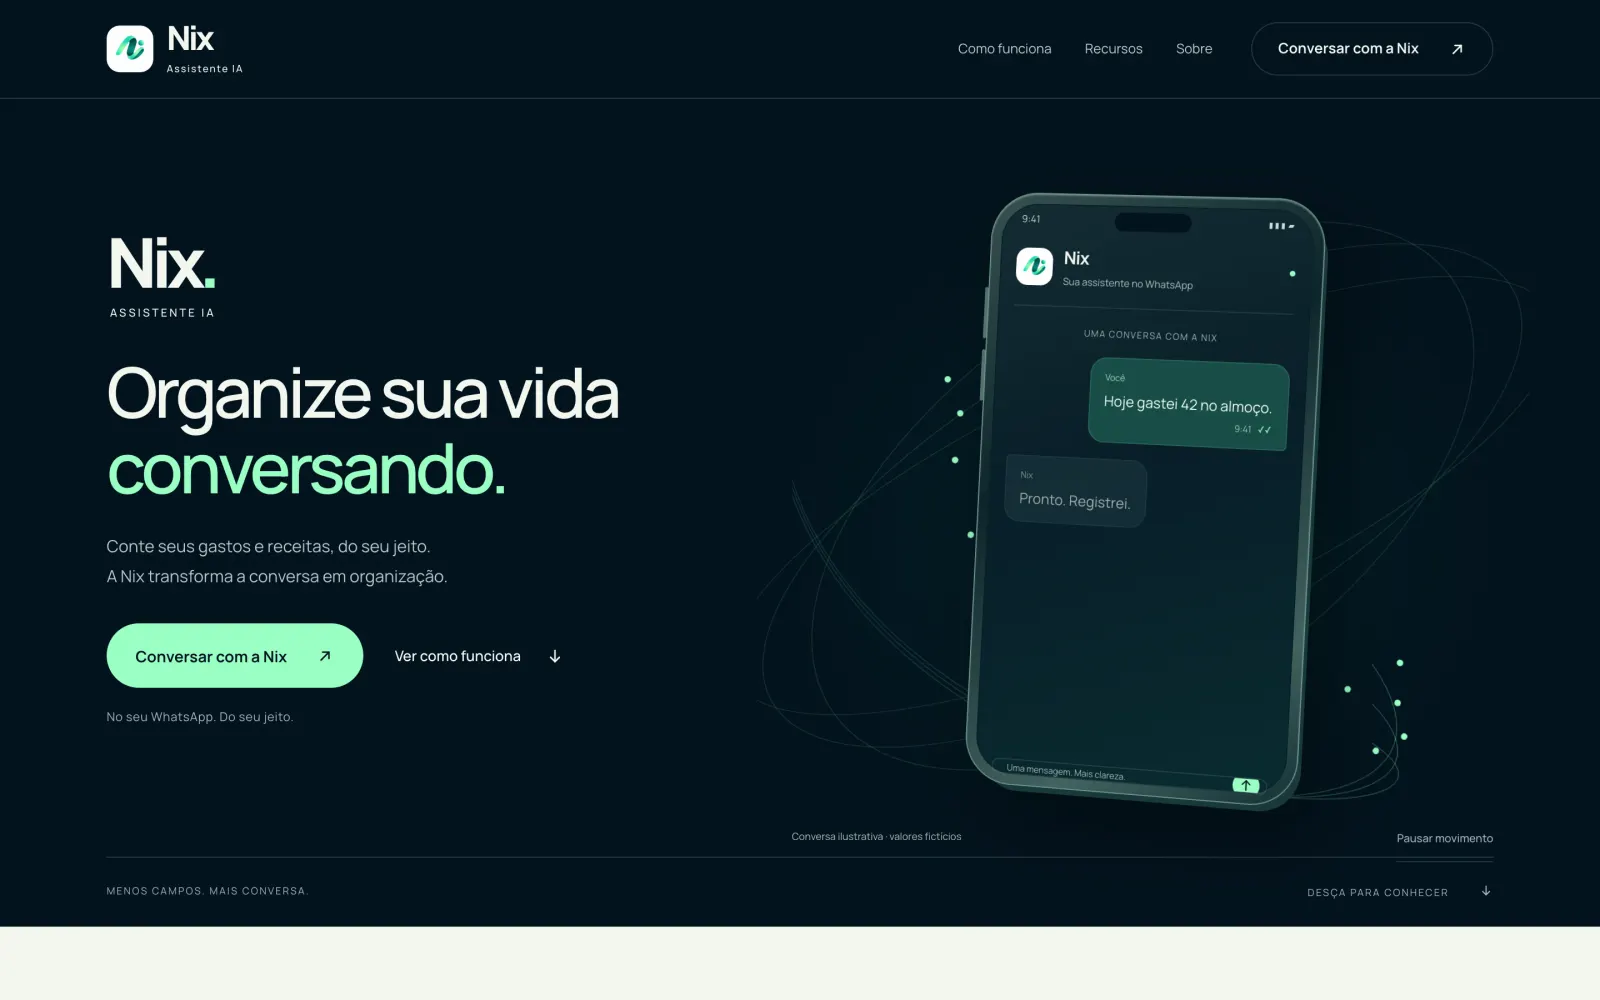 Nix
Assistente IA
Como funciona
Recursos
Sobre
Conversar com a Nix
Nix.
ASSISTENTE IA
Organize sua vida
conversando.
Conte seus gastos e receitas, do seu jeito.
A Nix transforma a conversa em organização.
Conversar com a Nix
Ver como funciona
No seu WhatsApp. Do seu jeito.
9:41
Nix
Sua assistente no WhatsApp
UMA CONVERSA COM A NIX
Você
Hoje gastei 42 no almoço.
9:41
Nix
Pronto. Registrei.
Uma mensagem. Mais clareza.
Conversa ilustrativa · valores fictícios
Pausar movimento
MENOS CAMPOS. MAIS CONVERSA.
DESÇA PARA CONHECER